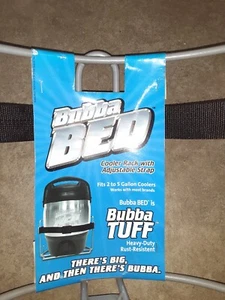 Bubba
BED
Cooler Rack with
Adjustable Strap
Fits 2 to 5 Gallon Coolers
Works with most brands
Bubba BED is
Bubba
TUFF
Heavy-Duty
Rust-Resistant
THERE'S BIG,
AND THEN THERE'S BUBBA.